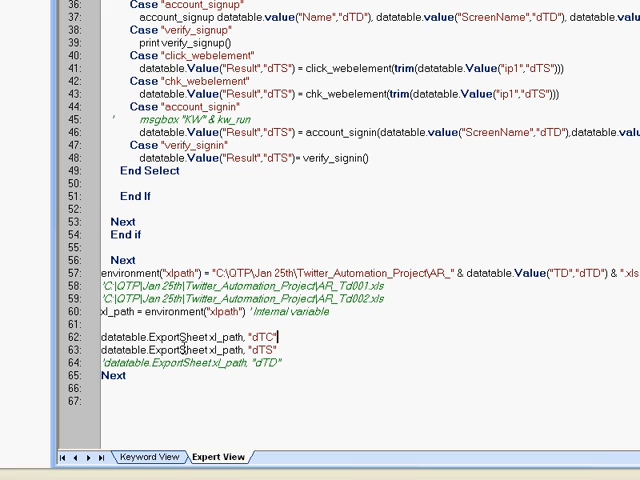 36: Case "account_signup"
37: account_signup datatable.value("Name","dTD"), datatable.value("ScreenName","dTD"), datatable.value(
38: Case "verify_signup"
39: print verify_signup()
40: Case "click_webelement"
41: datatable.Value("Result","dTS") = click_webelement(trim(datatable.Value("ip1","dTS")))
42: Case "chk_webelement"
43: datatable.Value("Result","dTS") = chk_webelement(trim(datatable.Value("ip1","dTS")))
44: Case "account_signin"
45: ' msgbox "KW" & kw_run
46: datatable.Value("Result","dTS") = account_signin(datatable.value("ScreenName","dTD"),datatable.val
47: Case "verify_signin"
48: datatable.Value("Result","dTS")= verify_signin()
49: End Select
50:
51: End If
52:
53: Next
54: End if
55:
56: Next
57: environment("xlpath") = "C:\QTP\Jan 25th\Twitter_Automation_Project\AR_" & datatable.Value("TD","dTD") & ".xls
58: 'C:\QTP\Jan 25th\Twitter_Automation_Project\AR_Td001.xls
59: 'C:\QTP\Jan 25th\Twitter_Automation_Project\AR_Td002.xls
60: xl_path = environment("xlpath") ' Internal variable
61:
62: datatable.ExportSheet xl_path, "dTC"
63: datatable.ExportSheet xl_path, "dTS"
64: 'datatable.ExportSheet xl_path, "dTD"
65: Next
66:
67:
Keyword View Expert View